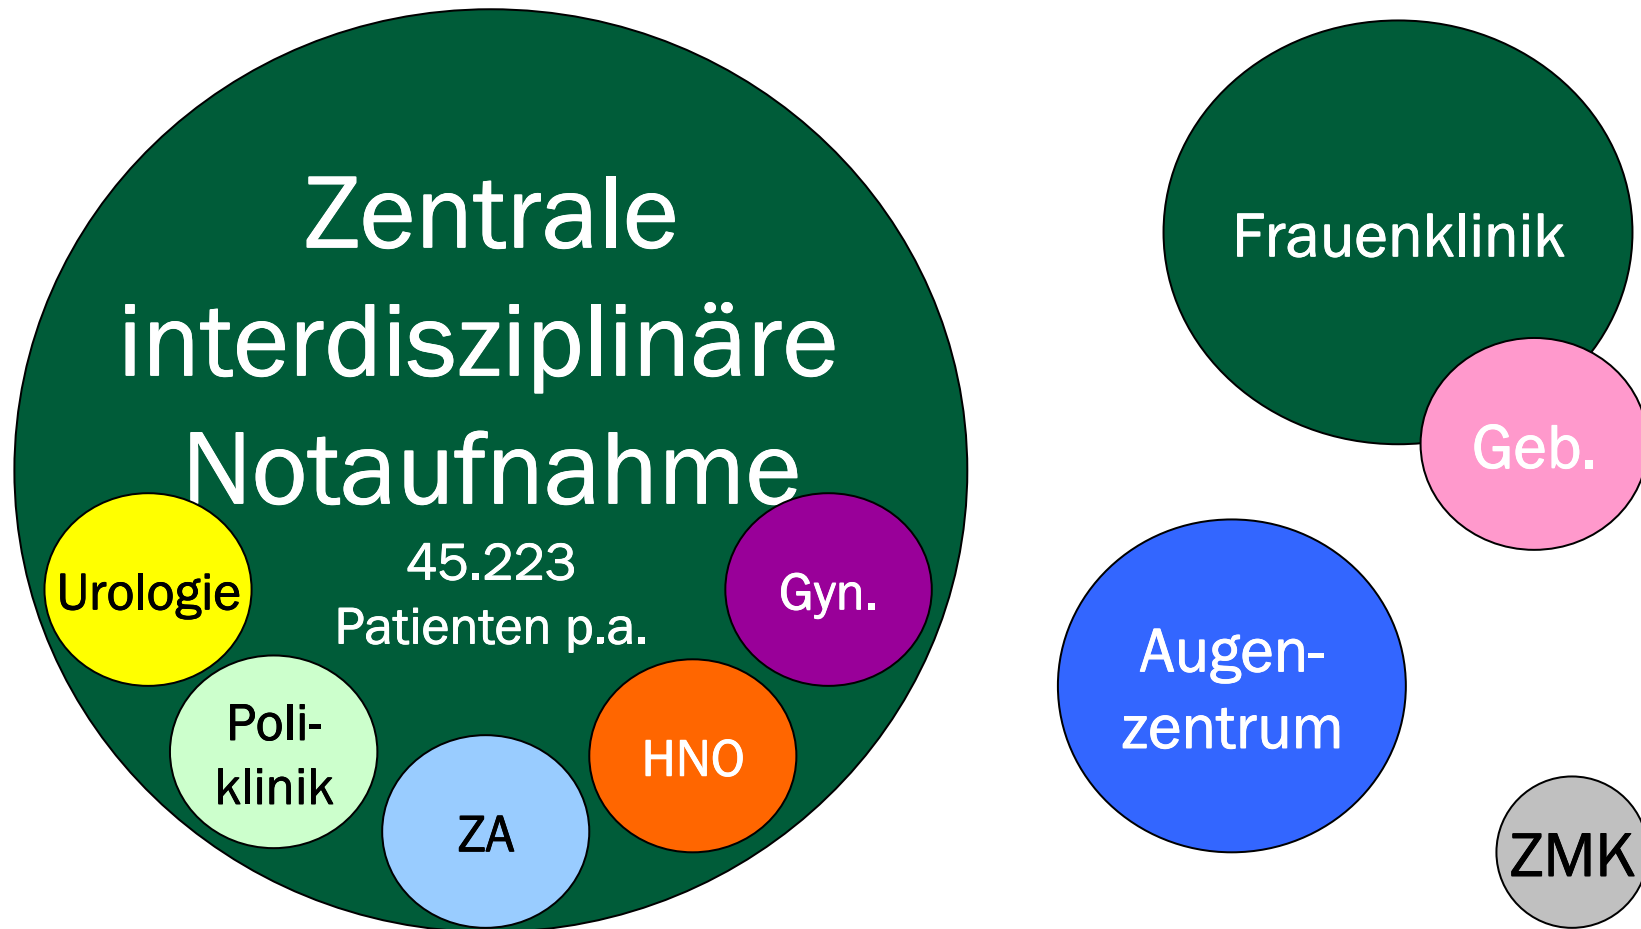 Zentrale
interdisziplinäre
Notaufnahme
45.223
Patienten p.a.
Urologie
Poli-
klinik
ZA
HNO
Gyn.
Frauenklinik
Geb.
Augen-
zentrum
ZMK